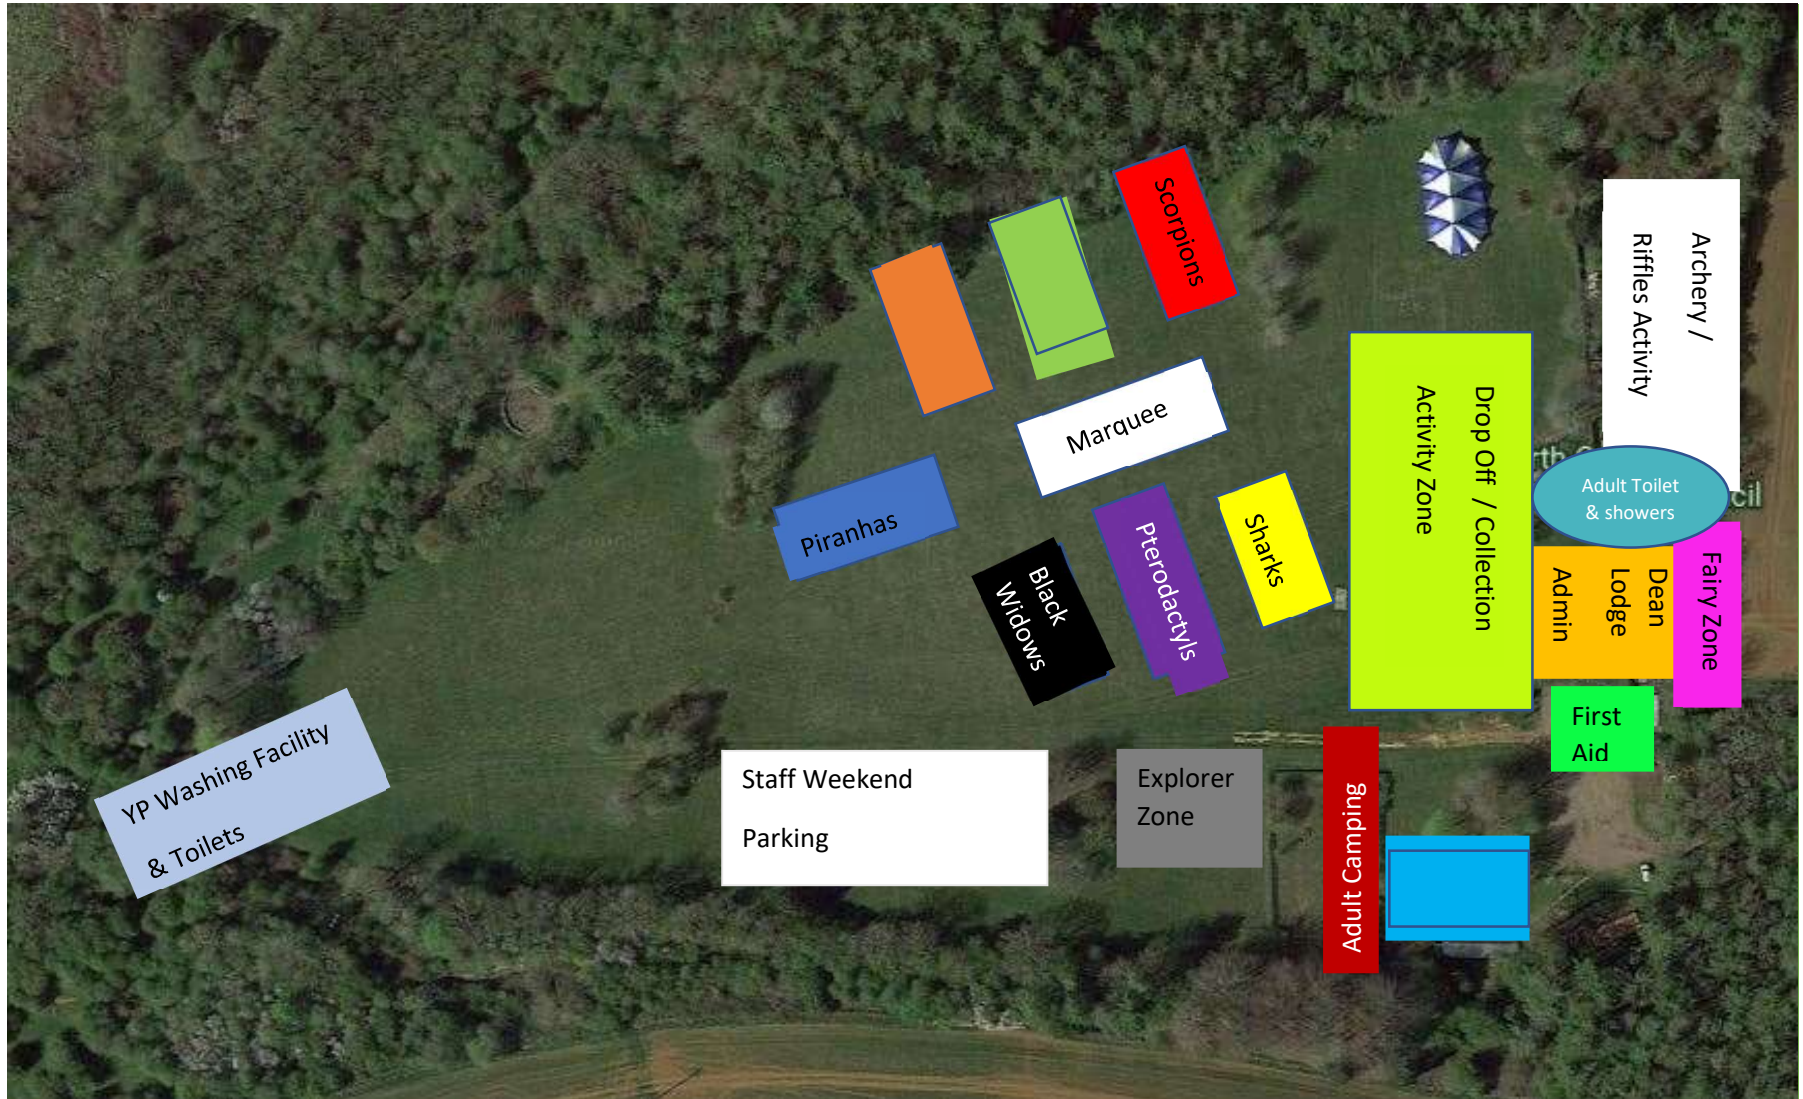 Scorpions
Archery /
Riffles Activity
Marquee
Drop Off / Collection
Activity Zone
Adult Toilet
& showers
Piranhas
Sharks
Pterodactyls
Black
Widows
Dean
Lodge
Admin
Fairy Zone
First
Aid
YP Washing Facility
& Toilets
Staff Weekend
Parking
Explorer
Zone
Adult Camping